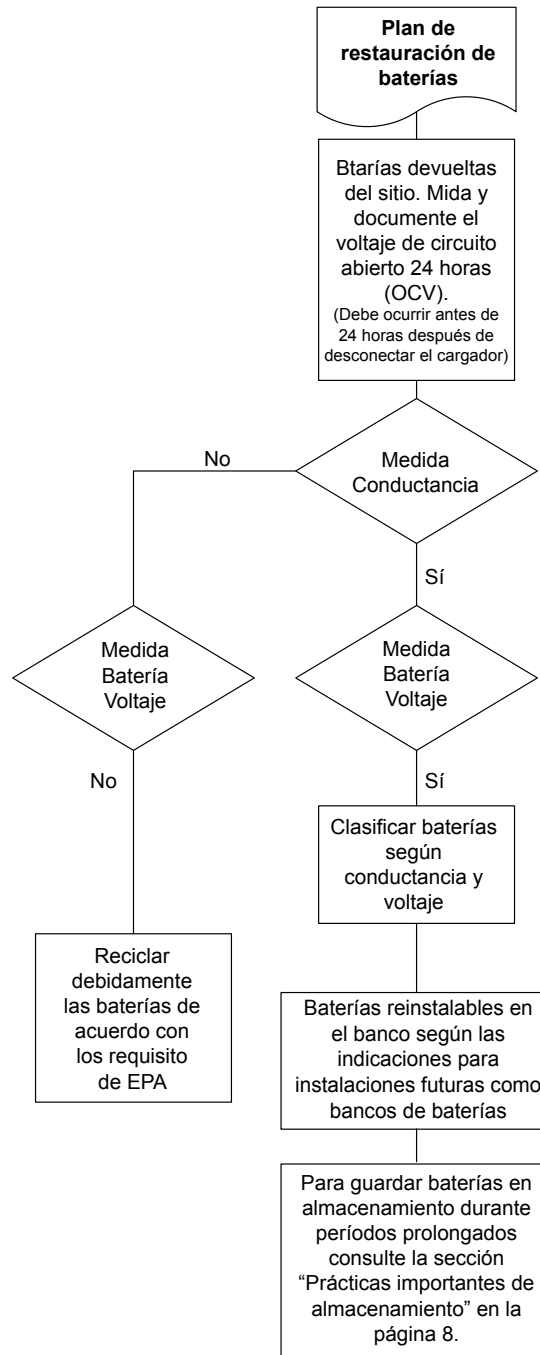 Plan de
restauración de
baterías
Btarías devueltas
del sitio. Mida y
documente el
voltaje de circuito
abierto 24 horas
(OCV).
(Debe ocurrir antes de
24 horas después de
desconectar el cargador)
No
Medida
Conductancia
Sí
Medida
Batería
Voltaje
Medida
Batería
Voltaje
No
Sí
Clasificar baterías
según
conductancia y
voltaje
Reciclar
debidamente
las baterías de
acuerdo con
los requisito
de EPA
Baterías reinstalables en
el banco según las
indicaciones para
instalaciones futuras como
bancos de baterías
Para guardar baterías en
almacenamiento durante
períodos prolongados
consulte la sección
“Prácticas importantes de
almacenamiento” en la
página 8.